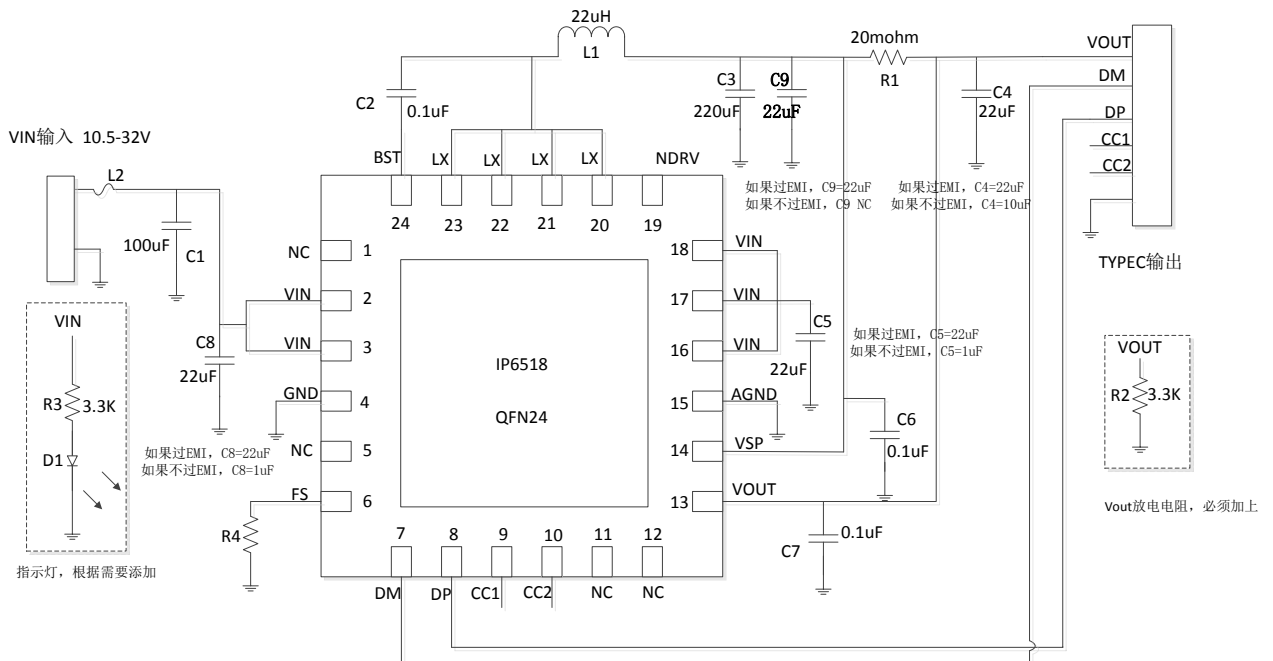 22uH
L1
20mohm
R1
VOUT
DM
DP
CC1
CC2
TYPEC输出
C3
220uF
C9
22uF
C4
22uF
C2
0.1uF
VIN输入 10.5-32V
L2
100uF
C1
BST
LX
LX
LX
LX
NDRV
24
23
22
21
20
19
如果过EMI，C9=22uF
如果不过EMI，C9 NC
如果过EMI，C4=22uF
如果不过EMI，C4=10uF
NC
1
VIN
2
VIN
3
GND
4
NC
5
FS
6
R4
18
VIN
17
VIN
16
VIN
15
AGND
14
VSP
13
VOUT
IP6518
QFN24
C8
22uF
如果过EMI，C8=22uF
如果不过EMI，C8=1uF
C5
22uF
如果过EMI，C5=22uF
如果不过EMI，C5=1uF
C6
0.1uF
C7
0.1uF
7
8
9
10
11
12
DM
DP
CC1
CC2
NC
NC
VIN
R3
3.3K
D1
指示灯，根据需要添加
VOUT
R2
3.3K
Vout放电电阻，必须加上